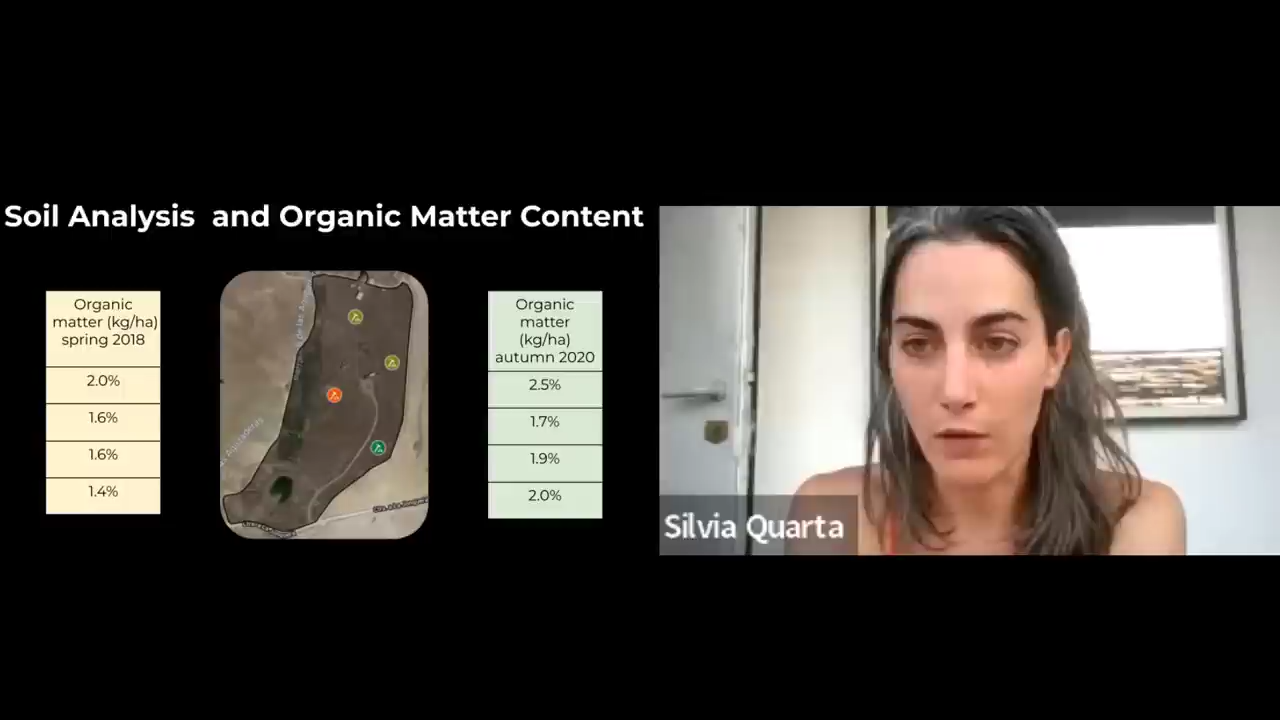 Soil Analysis  and Organic Matter Content
Organic
matter (kg/ha)
spring 2018
2.0%
1.6%
1.6%
1.4%
Organic
matter
(kg/ha)
autumn 2020
2.5%
1.7%
1.9%
2.0%
Silvia Quarta